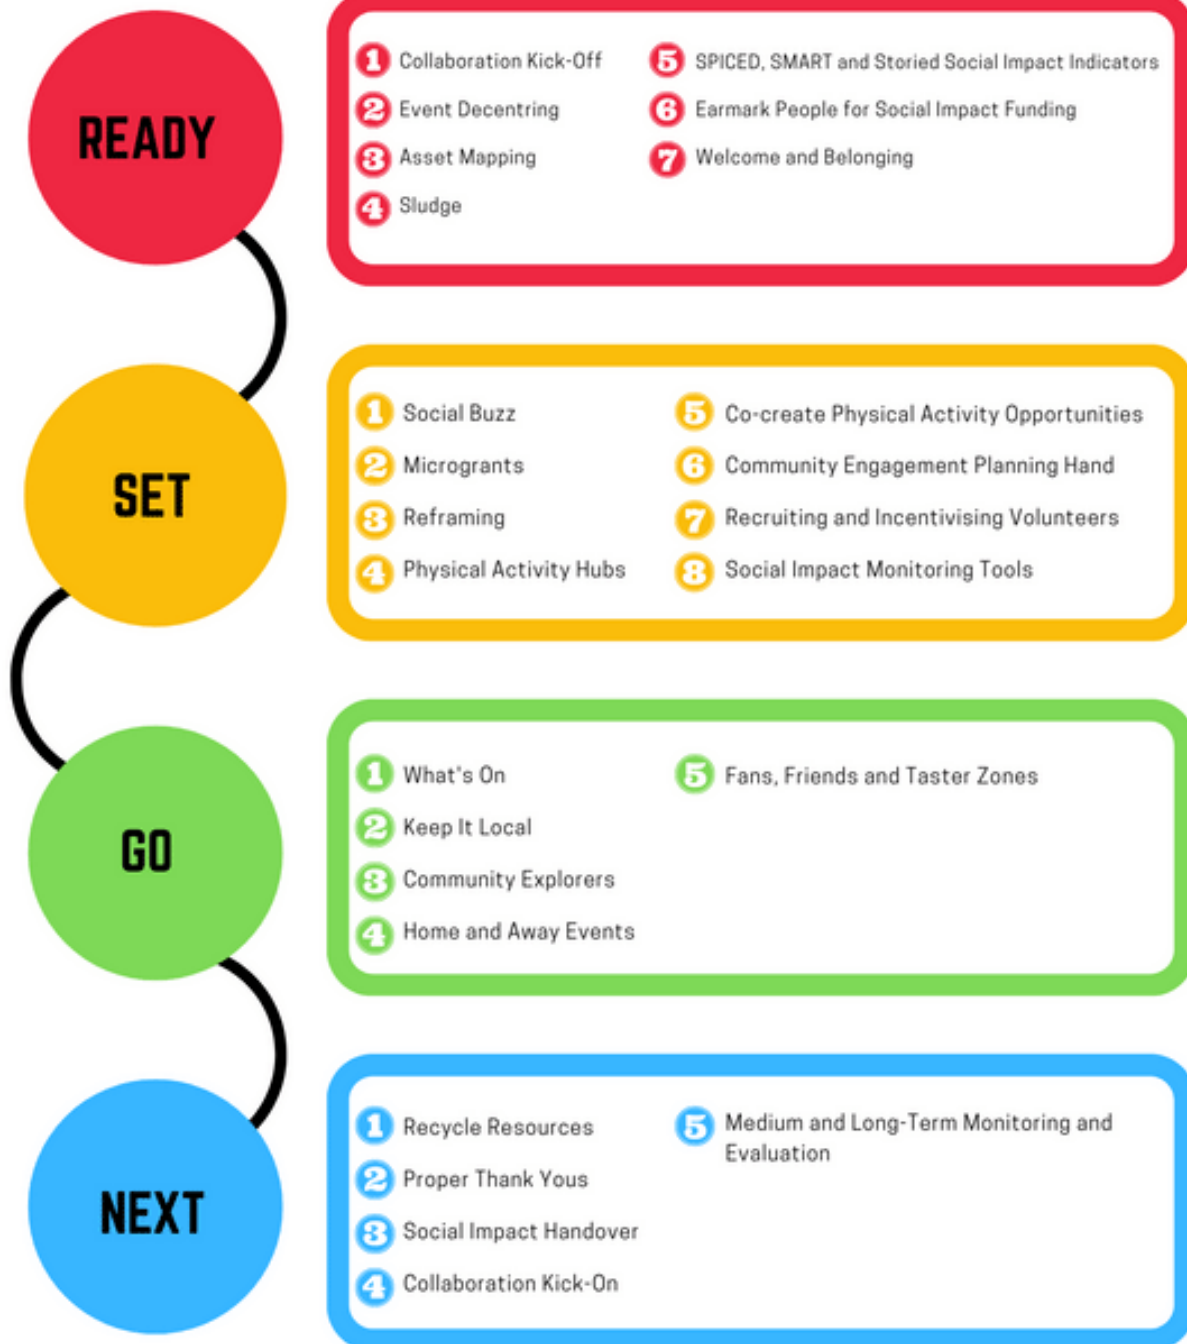 READY
1 Collaboration Kick-Off
2 Event Decentring
3 Asset Mapping
4 Sludge
5 SPICED, SMART and Storied Social Impact Indicators
6 Earmark People for Social Impact Funding
7 Welcome and Belonging
SET
1 Social Buzz
2 Microgrants
3 Reframing
4 Physical Activity Hubs
5 Co-create Physical Activity Opportunities
6 Community Engagement Planning Hand
7 Recruiting and Incentivising Volunteers
8 Social Impact Monitoring Tools
GO
1 What's On
2 Keep It Local
3 Community Explorers
4 Home and Away Events
5 Fans, Friends and Taster Zones
NEXT
1 Recycle Resources
2 Proper Thank Yous
3 Social Impact Handover
4 Collaboration Kick-On
5 Medium and Long-Term Monitoring and
Evaluation